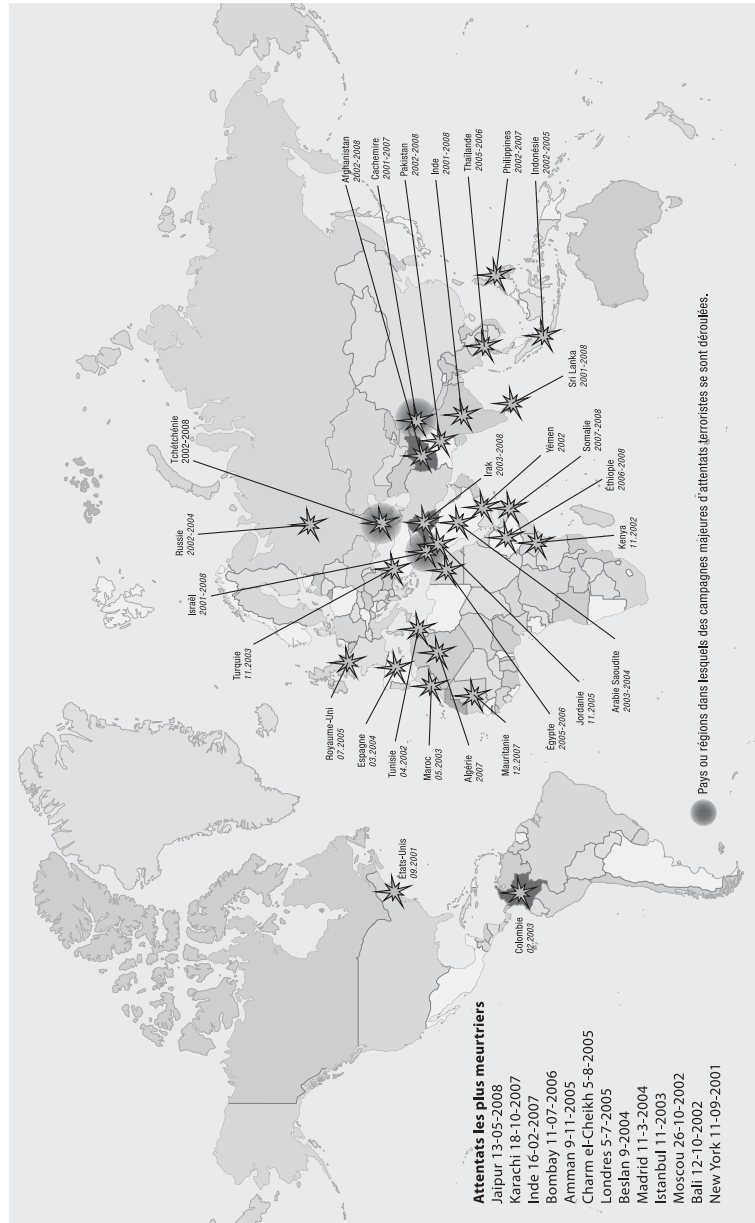 Russie
2002-2004
Tchétchénie
2002-2008
Israël
2001-2008
Turquie
11.2003
Afghanistan
2002-2008
Cachemire
2001-2007
Pakistan
2002-2008
Inde
2001-2008
Thaïlande
2005-2006
Philippines
2002-2007
Indonésie
2002-2005
Royaume-Uni
07.2005
Espagne
03.2004
Tunisie
04.2002
Maroc
05.2003
Algérie
2007
Mauritanie
12.2007
Égypte
2005-2006
Jordanie
11.2005
Arabie Saoudite
2003-2004
Irak
2003-2008
Yémen
2002
Somalie
2007-2008
Éthiopie
2006-2008
Kenya
11.2002
Sri Lanka
2001-2008
États-Unis
09.2001
Colombie
02.2003
Attentats les plus meurtriers
Jaipur 13-05-2008
Karachi 18-10-2007
Inde 16-02-2007
Bombay 11-07-2006
Amman 9-11-2005
Charm el-Cheikh 5-8-2005
Londres 5-7-2005
Beslan 9-2004
Madrid 11-3-2004
Istanbul 11-2003
Moscou 26-10-2002
Bali 12-10-2002
New York 11-09-2001
Pays ou régions dans lesquels des campagnes majeures d'attentats terroristes se sont déroulées.